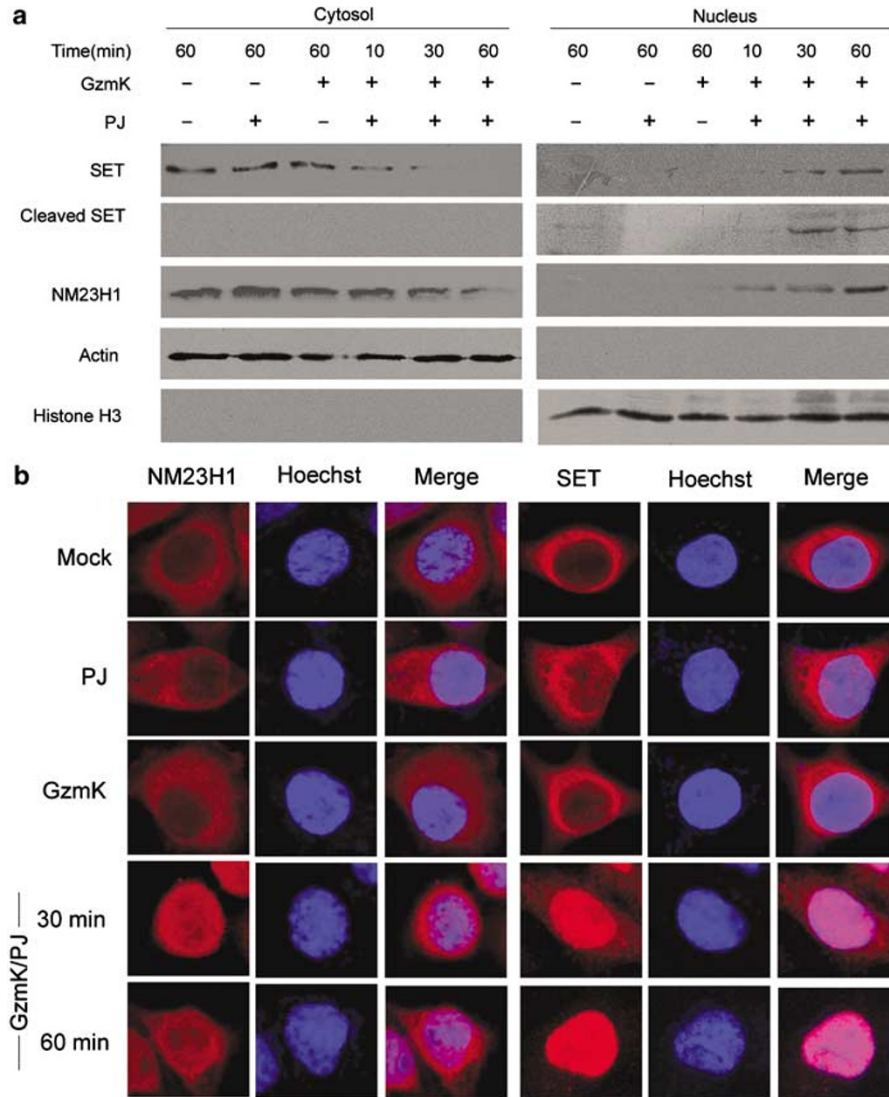 a
Cytosol Nucleus
Time(min) 60 60 60 10 30 60 60 60 60 10 30 60
GzmK – – + + + + – – + + + +
PJ – + – + + + – + – + + +
SET
Cleaved SET
NM23H1
Actin
Histone H3
b
NM23H1 Hoechst Merge SET Hoechst Merge
Mock
PJ
GzmK
GzmK/PJ
30 min
60 min